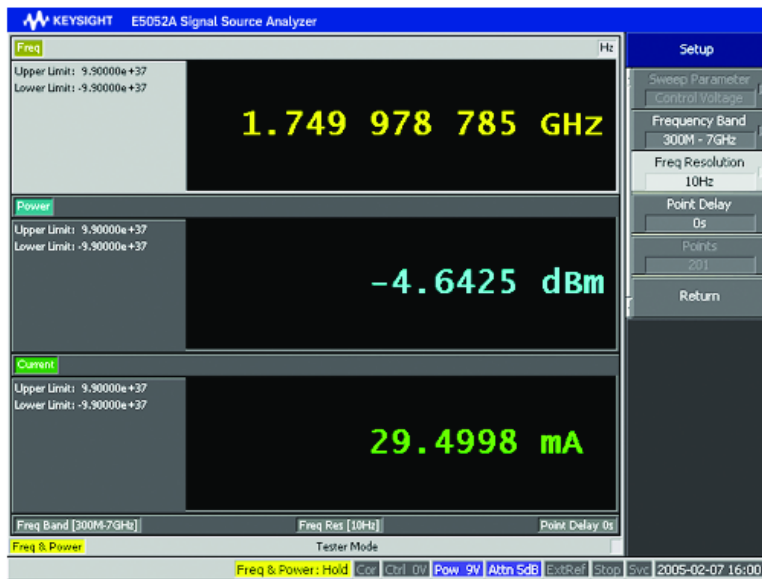 KEYSIGHT E5052A Signal Source Analyzer
Freq Hz
Upper Limit: 9.90000e+37
Lower Limit: -9.90000e+37
1.749 978 785 GHz
Power
Upper Limit: 9.90000e+37
Lower Limit: -9.90000e+37
-4.6425 dBm
Current
Upper Limit: 9.90000e+37
Lower Limit: -9.90000e+37
29.4998 mA
Freq Band [300M-7GHz] Freq Res [10Hz] Point Delay 0s
Freq & Power Tester Mode
Setup
Sweep Parameter
Control Voltage
Frequency Band
300M - 7GHz
Freq Resolution
10Hz
Point Delay
0s
Points
201
Return
Freq & Power: Hold Cor Ctrl 0V Pow 9V Attn 5dB ExtRef Stop Svc 2005-02-07 16:00